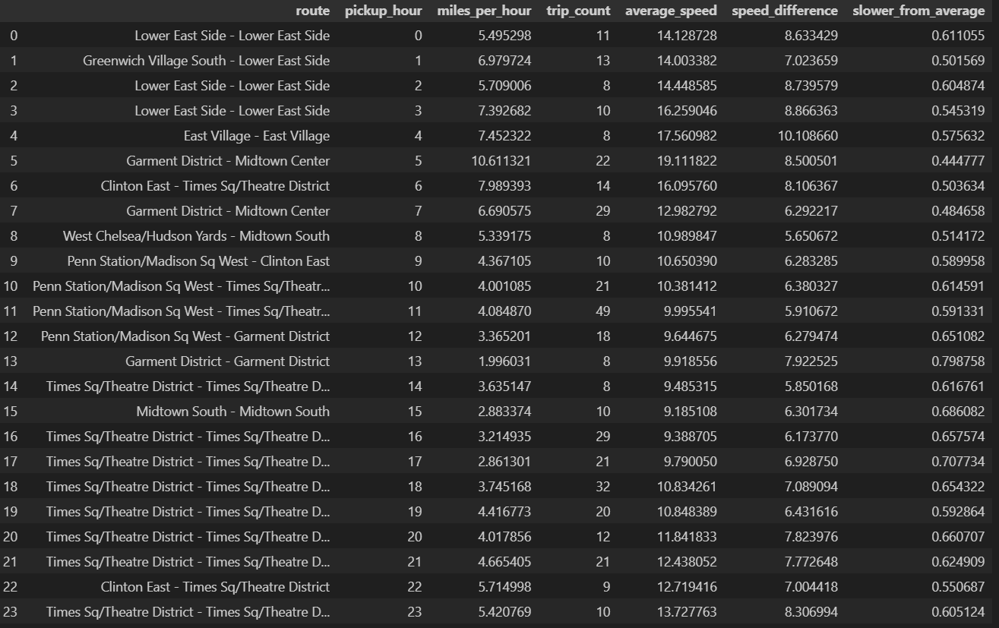 route pickup_hour miles_per_hour trip_count average_speed speed_difference slower_from_average
0 Lower East Side - Lower East Side 0 5.495298 11 14.128728 8.633429 0.611055
1 Greenwich Village South - Lower East Side 1 6.979724 13 14.003382 7.023659 0.501569
2 Lower East Side - Lower East Side 2 5.709006 8 14.448585 8.739579 0.604874
3 Lower East Side - Lower East Side 3 7.392682 10 16.259046 8.866363 0.545319
4 East Village - East Village 4 7.452322 8 17.560982 10.108660 0.575632
5 Garment District - Midtown Center 5 10.611321 22 19.111822 8.500501 0.444777
6 Clinton East - Times Sq/Theatre District 6 7.989393 14 16.095760 8.106367 0.503634
7 Garment District - Midtown Center 7 6.690575 29 12.982792 6.292217 0.484658
8 West Chelsea/Hudson Yards - Midtown South 8 5.339175 8 10.989847 5.650672 0.514172
9 Penn Station/Madison Sq West - Clinton East 9 4.367105 10 10.650390 6.283285 0.589958
10 Penn Station/Madison Sq West - Times Sq/Theatr... 10 4.001085 21 10.381412 6.380327 0.614591
11 Penn Station/Madison Sq West - Times Sq/Theatr... 11 4.084870 49 9.995541 5.910672 0.591331
12 Penn Station/Madison Sq West - Garment District 12 3.365201 18 9.644675 6.279474 0.651082
13 Garment District - Garment District 13 1.996031 8 9.918556 7.922525 0.798758
14 Times Sq/Theatre District - Times Sq/Theatre D... 14 3.635147 8 9.485315 5.850168 0.616761
15 Midtown South - Midtown South 15 2.883374 10 9.185108 6.301734 0.686082
16 Times Sq/Theatre District - Times Sq/Theatre D... 16 3.214935 29 9.388705 6.173770 0.657574
17 Times Sq/Theatre District - Times Sq/Theatre D... 17 2.861301 21 9.790050 6.928750 0.707734
18 Times Sq/Theatre District - Times Sq/Theatre D... 18 3.745168 32 10.834261 7.089094 0.654322
19 Times Sq/Theatre District - Times Sq/Theatre D... 19 4.416773 20 10.848389 6.431616 0.592864
20 Times Sq/Theatre District - Times Sq/Theatre D... 20 4.017856 12 11.841833 7.823976 0.660707
21 Times Sq/Theatre District - Times Sq/Theatre D... 21 4.665405 21 12.438052 7.772648 0.624909
22 Clinton East - Times Sq/Theatre District 22 5.714998 9 12.719416 7.004418 0.550687
23 Times Sq/Theatre District - Times Sq/Theatre D... 23 5.420769 10 13.727763 8.306994 0.605124